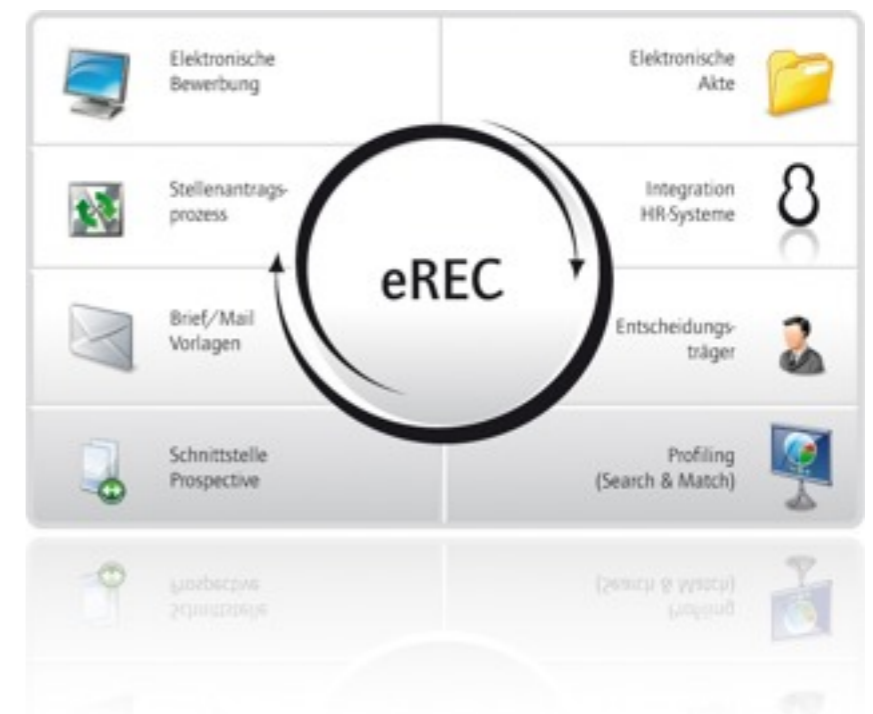 Elektronische
Bewerbung
Elektronische
Akte
Stellenantrags-
prozess
Integration
HR-Systeme
eREC
Brief/Mail
Vorlagen
Entscheidungs-
träger
Schnittstelle
Prospective
Profiling
(Search & Match)